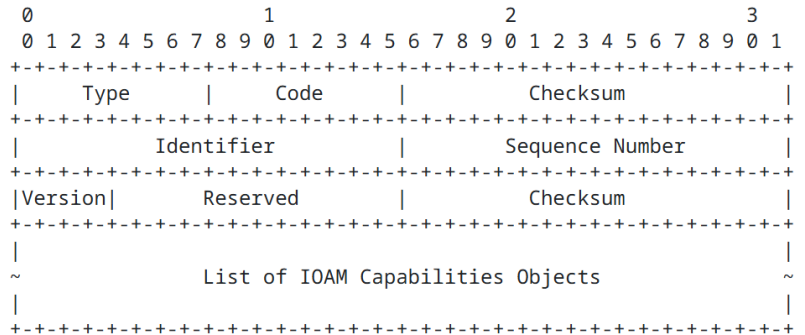 0                   1                   2                   3
 0 1 2 3 4 5 6 7 8 9 0 1 2 3 4 5 6 7 8 9 0 1 2 3 4 5 6 7 8 9 0 1
+-+-+-+-+-+-+-+-+-+-+-+-+-+-+-+-+-+-+-+-+-+-+-+-+-+-+-+-+-+-+-+-+
|     Type      |     Code      |          Checksum             |
+-+-+-+-+-+-+-+-+-+-+-+-+-+-+-+-+-+-+-+-+-+-+-+-+-+-+-+-+-+-+-+-+
|           Identifier          |        Sequence Number        |
+-+-+-+-+-+-+-+-+-+-+-+-+-+-+-+-+-+-+-+-+-+-+-+-+-+-+-+-+-+-+-+-+
|Version|       Reserved        |          Checksum             |
+-+-+-+-+-+-+-+-+-+-+-+-+-+-+-+-+-+-+-+-+-+-+-+-+-+-+-+-+-+-+-+-+
|                                                               |
~               List of IOAM Capabilities Objects               ~
|                                                               |
+-+-+-+-+-+-+-+-+-+-+-+-+-+-+-+-+-+-+-+-+-+-+-+-+-+-+-+-+-+-+-+-+